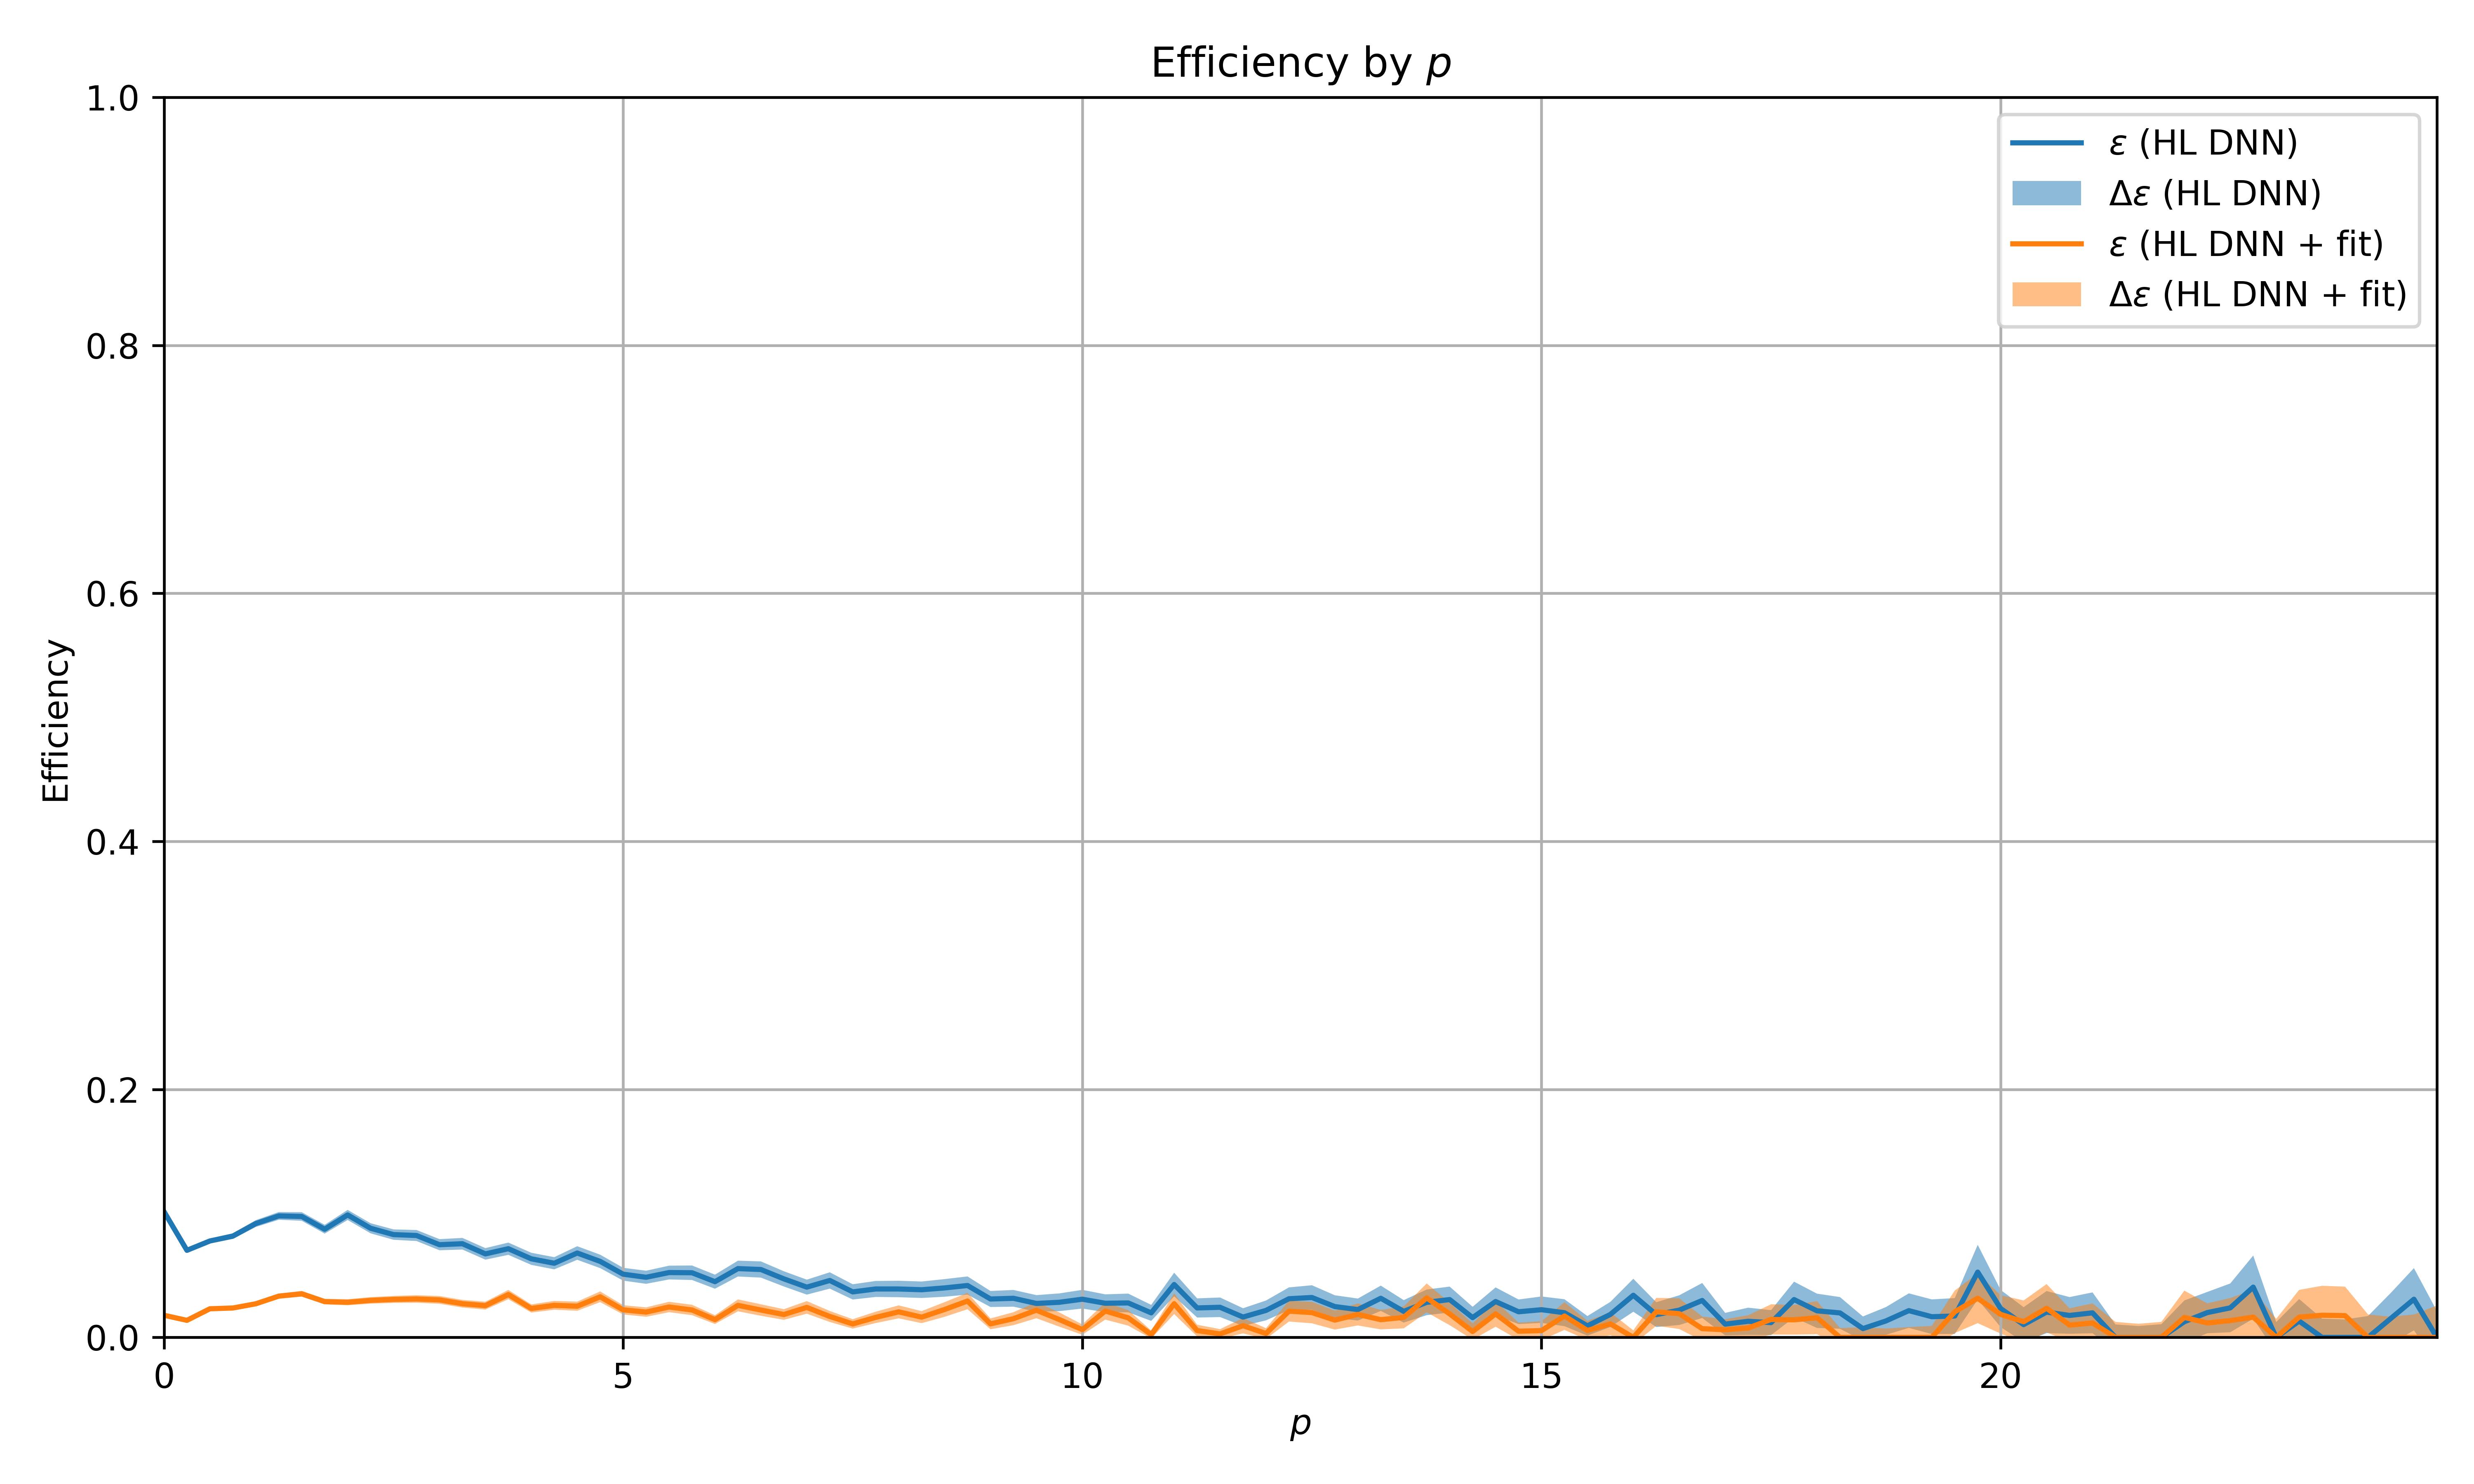 Efficiency by p
1.0
0.8
0.6
0.4
0.2
0.0
Efficiency
0 5 10 15 20
p
ε (HL DNN)
Δε (HL DNN)
ε (HL DNN + fit)
Δε (HL DNN + fit)